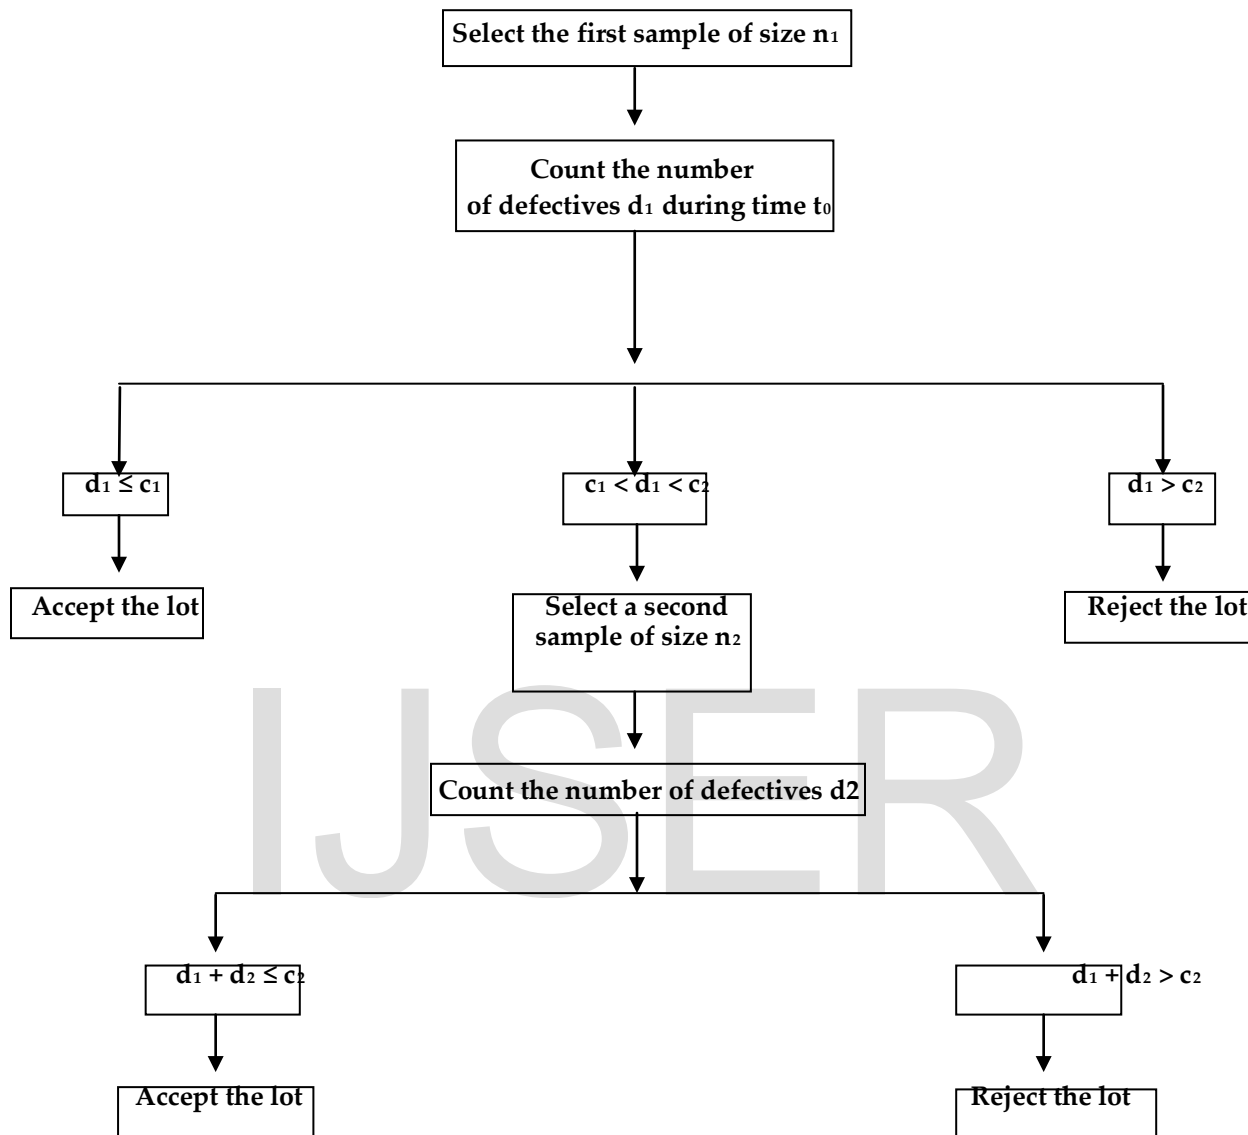 Select the first sample of size n₁
Count the number
of defectives d₁ during time t₀
d₁ ≤ c₁
c₁ < d₁ < c₂
d₁ > c₂
Accept the lot
Select a second
sample of size n₂
Reject the lot
IJSER
Count the number of defectives d2
d₁ + d₂ ≤ c₂
d₁ + d₂ > c₂
Accept the lot
Reject the lot